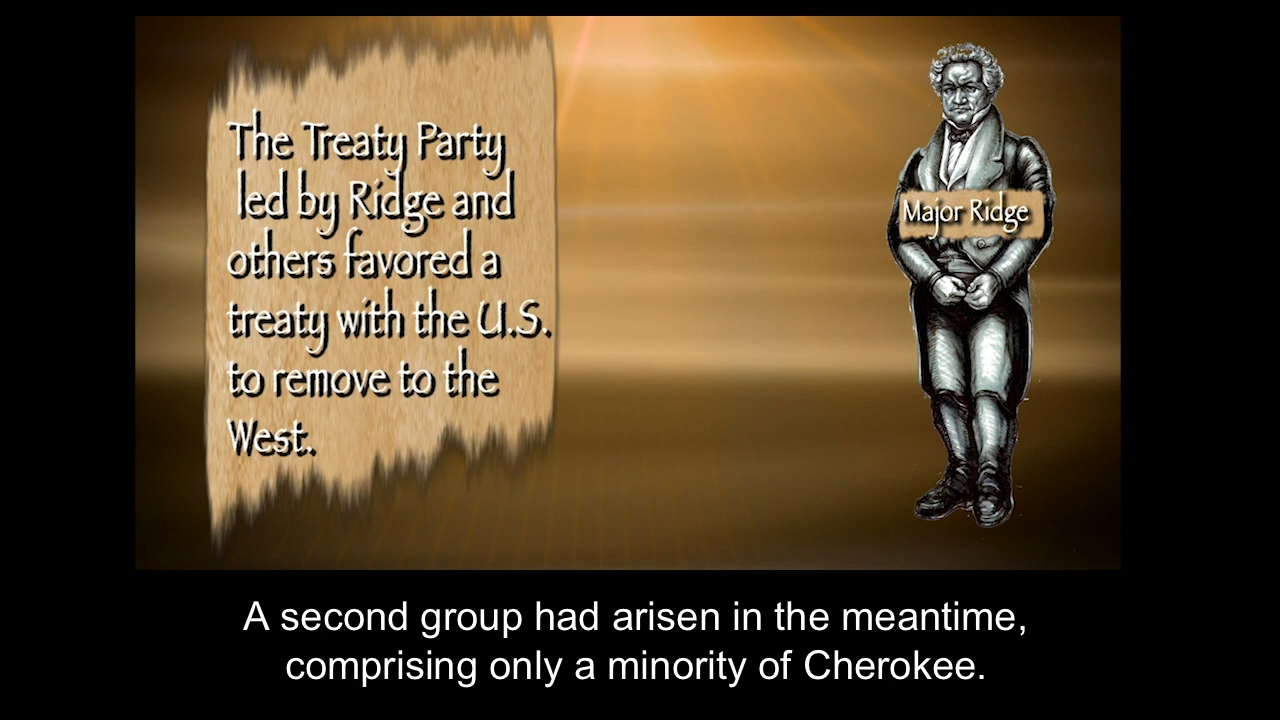 The Treaty Party
led by Ridge and
others favored a
treaty with the U.S.
to remove to the
West.
Major Ridge
A second group had arisen in the meantime,
comprising only a minority of Cherokee.